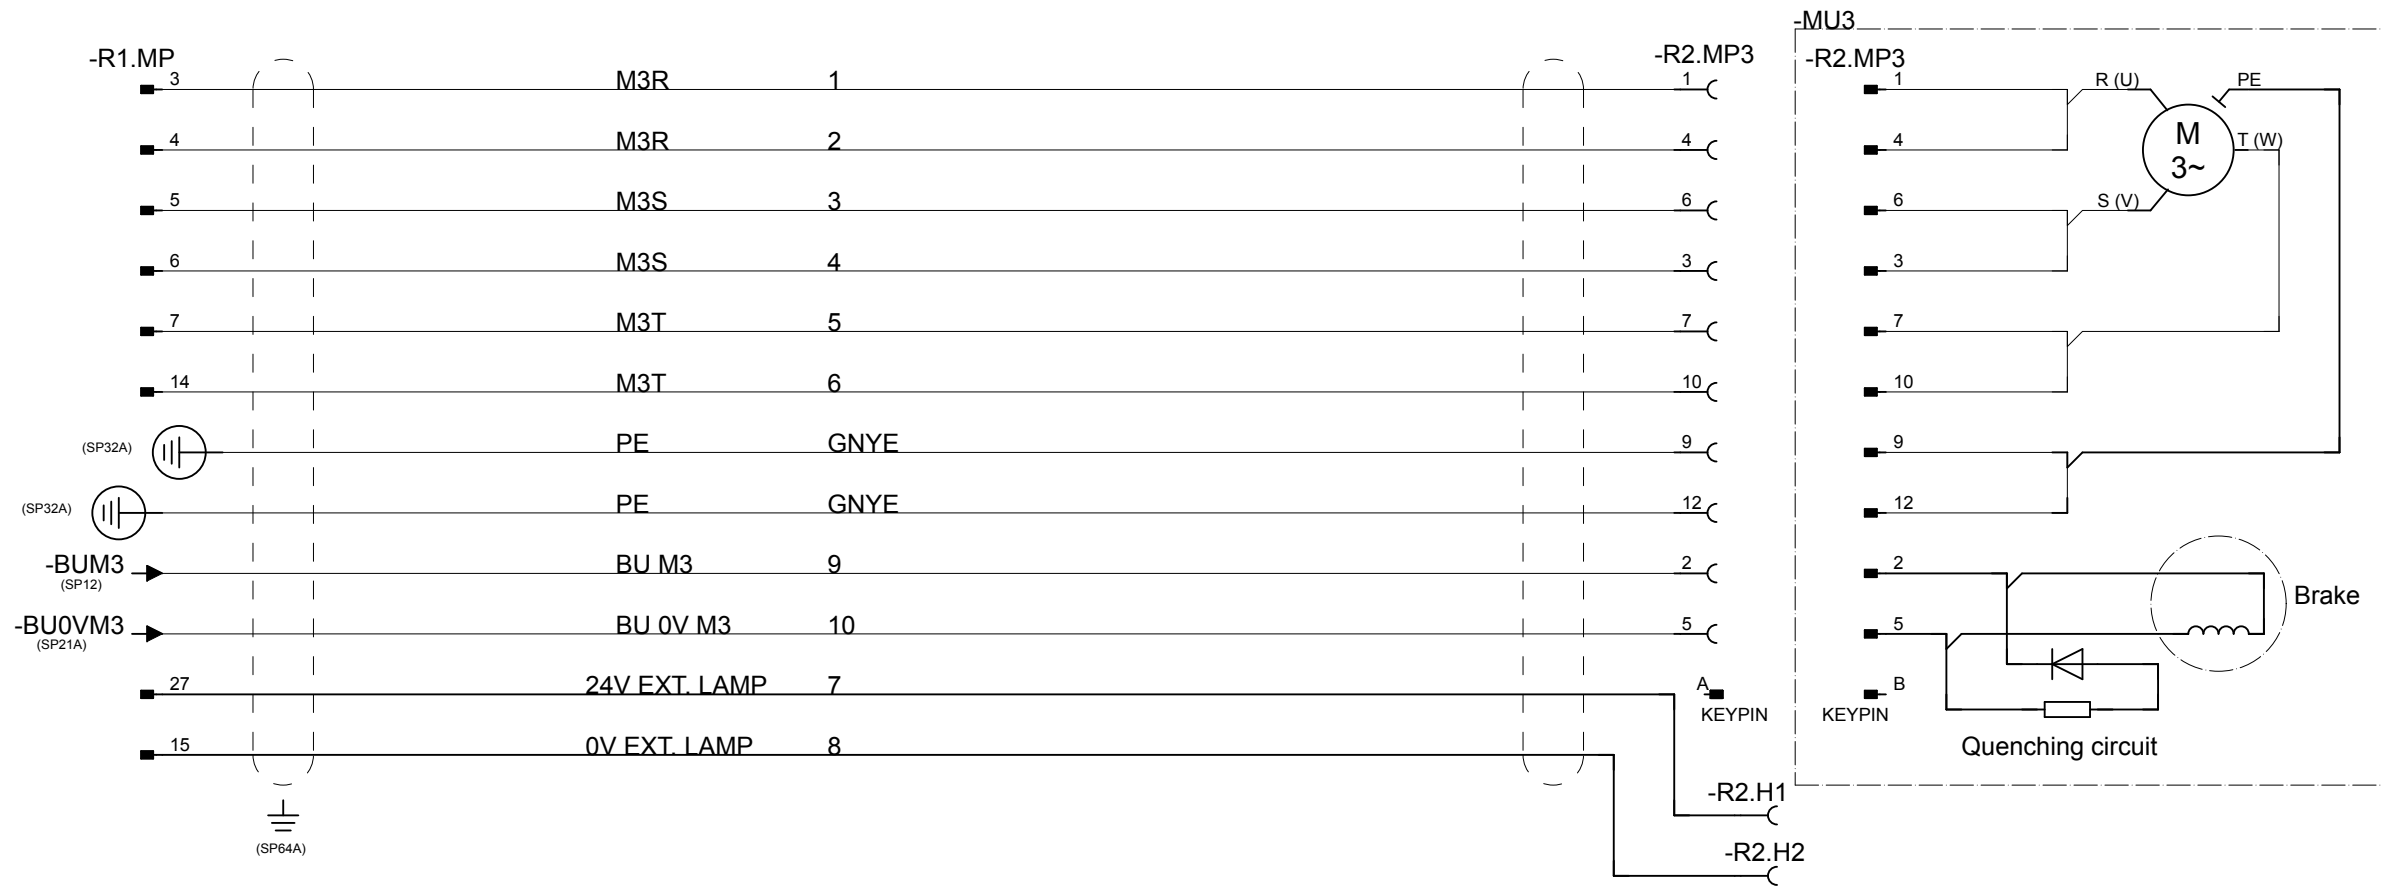 -MU3
-R1.MP -R2.MP3 -R2.MP3
3 M3R 1 1 1 R (U) PE
4 M3R 2 4 4 M T (W)
3~
5 M3S 3 6 6 S (V)
6 M3S 4 3 3
7 M3T 5 7 7
14 M3T 6 10 10
(SP32A) PE GNYE 9 9
(SP32A) PE GNYE 12 12
-BUM3 BU M3 9 2 2
(SP12)
Brake
-BU0VM3 BU 0V M3 10 5 5
(SP21A)
27 24V EXT. LAMP 7 A B
KEYPIN KEYPIN
15 0V EXT. LAMP 8 Quenching circuit
-R2.H1
(SP64A) -R2.H2